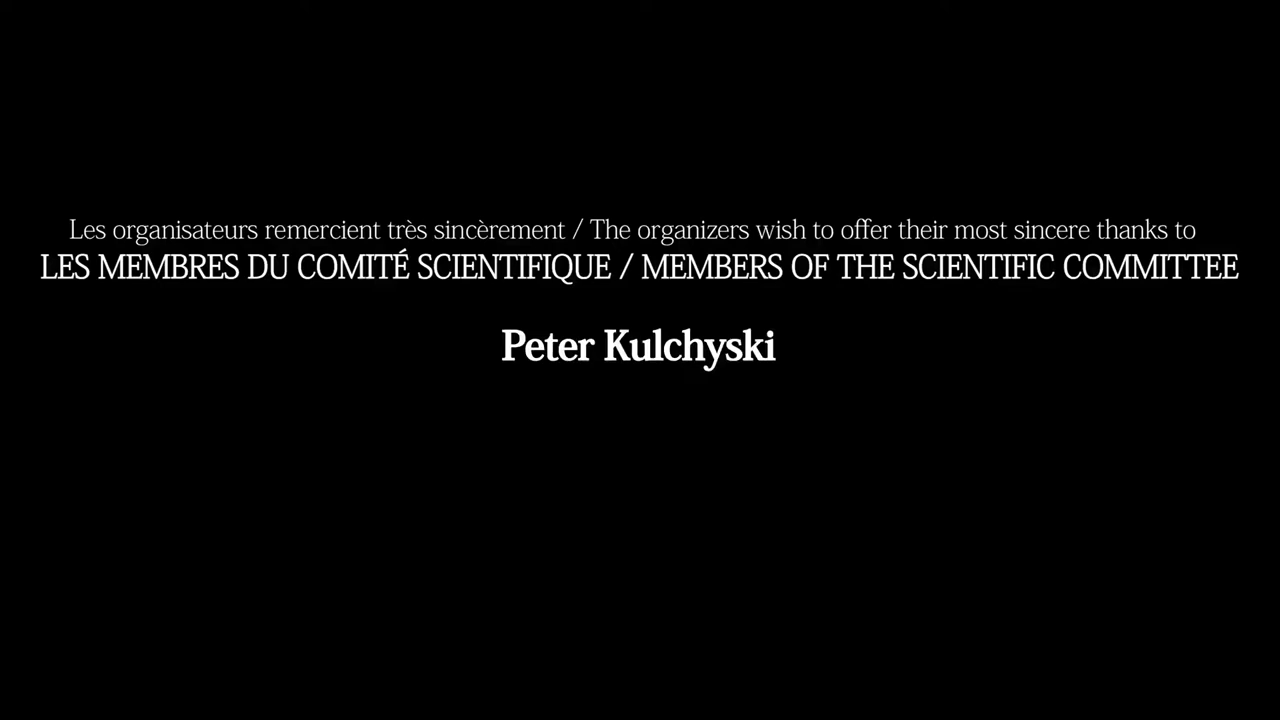 Les organisateurs remercient très sincèrement / The organizers wish to offer their most sincere thanks to
LES MEMBRES DU COMITÉ SCIENTIFIQUE / MEMBERS OF THE SCIENTIFIC COMMITTEE
Peter Kulchyski